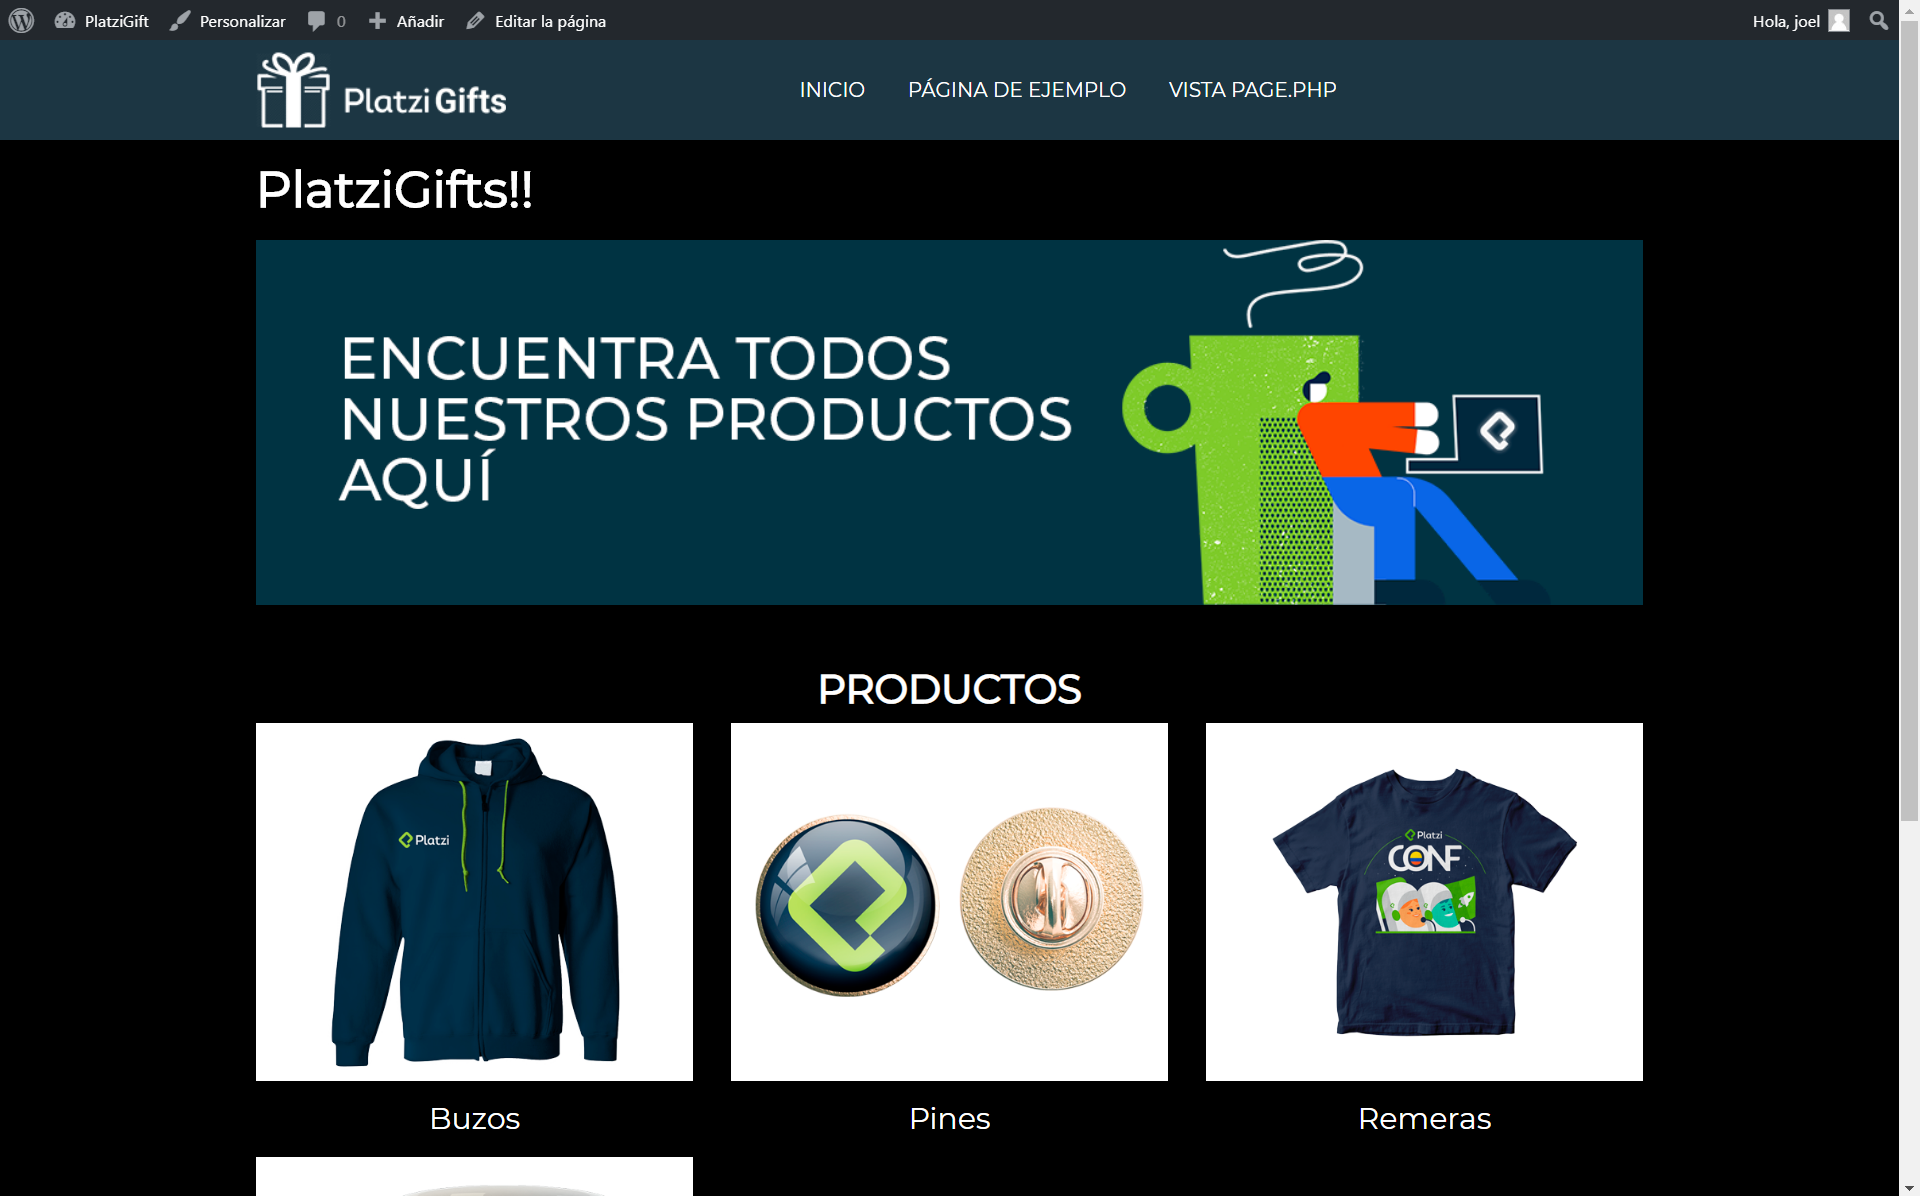 PlatziGift
Personalizar
0
Añadir
Editar la página
Hola, joel
Platzi Gifts
INICIO
PÁGINA DE EJEMPLO
VISTA PAGE.PHP
PlatziGifts!!
ENCUENTRA TODOS
NUESTROS PRODUCTOS
AQUÍ
PRODUCTOS
Platzi
Platzi
CONF
Buzos
Pines
Remeras